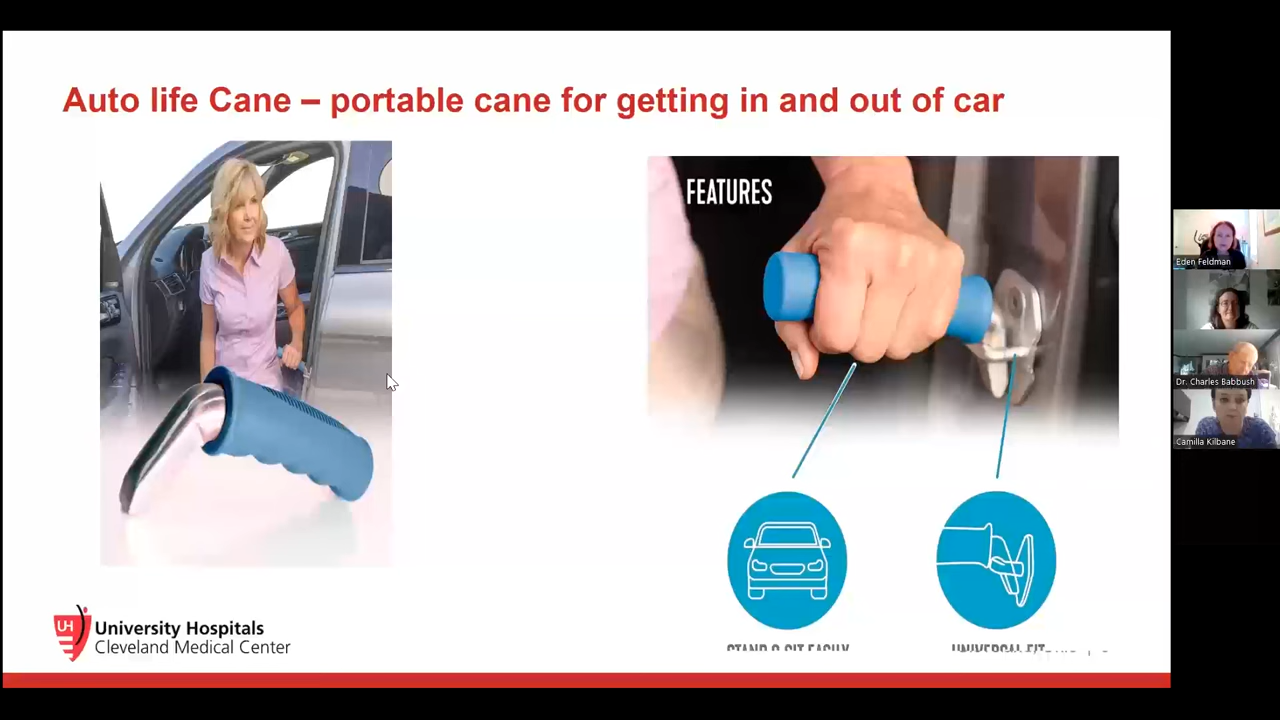 Auto life Cane – portable cane for getting in and out of car
FEATURES
STAND & SIT EASILY
UNIVERSAL FIT
UH
University Hospitals
Cleveland Medical Center
Eden Feldman
Dr. Charles Babbush
Camilla Kilbane